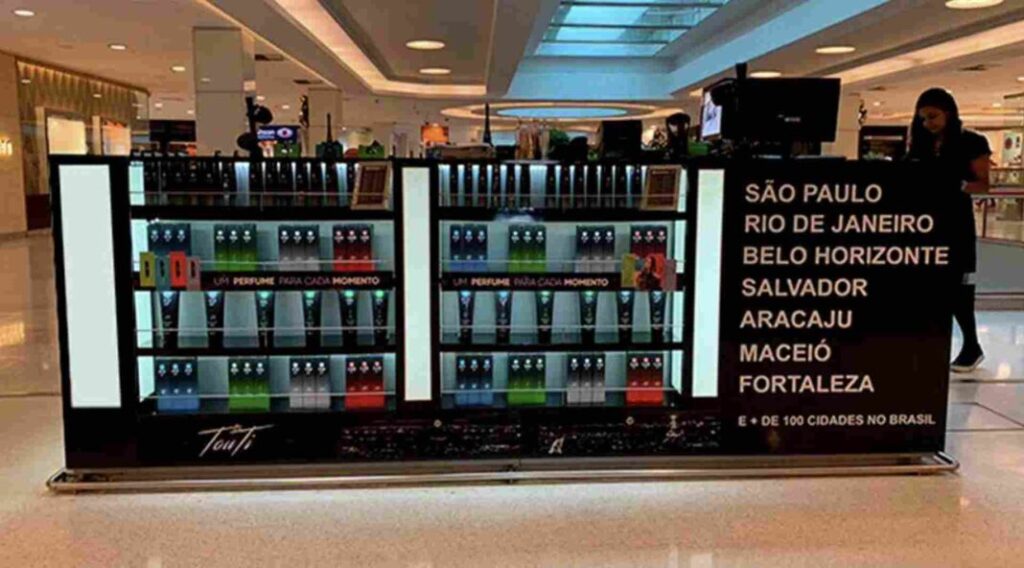 UM PERFUME PARA CADA MOMENTO
UM PERFUME PARA CADA MOMENTO
TouTi
SÃO PAULO
RIO DE JANEIRO
BELO HORIZONTE
SALVADOR
ARACAJU
MACEIÓ
FORTALEZA
E + DE 100 CIDADES NO BRASIL